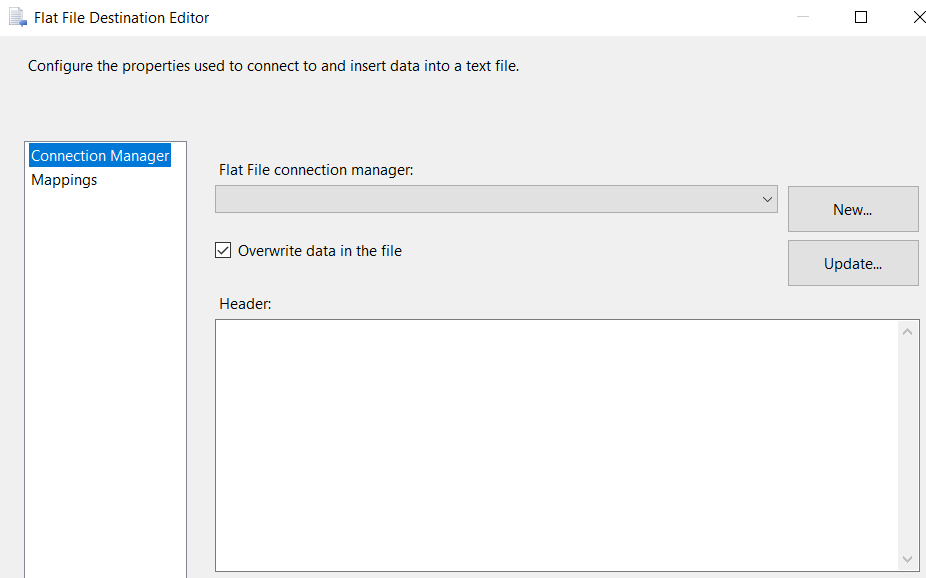 Flat File Destination Editor
Configure the properties used to connect to and insert data into a text file.
Connection Manager
Mappings
Flat File connection manager:
New...
Overwrite data in the file
Update...
Header: